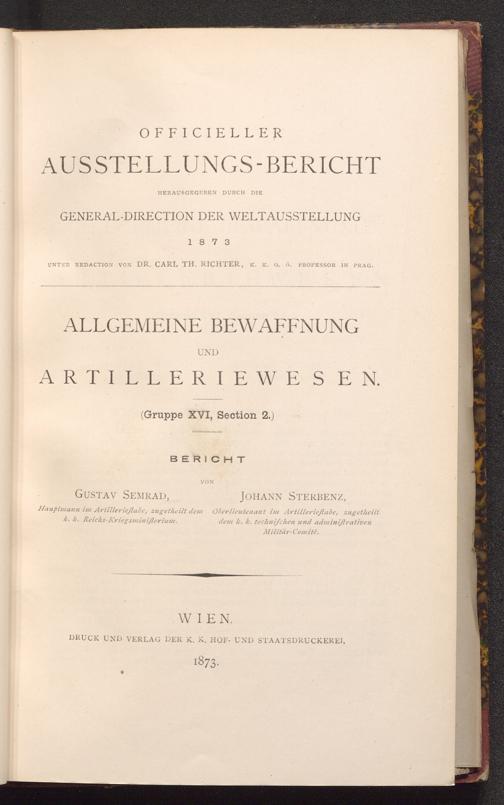 OFFICIELLER
AUSSTELLUNGS-BERICHT
HERAUSGEGEBEN DURCH DIE
GENERAL-DIRECTION DER WELTAUSSTELLUNG
1873
UNTER REDACTION VON DR. CARL TH. RICHTER, K. K. O. Ö. PROFESSOR IN PRAG.
ALLGEMEINE BEWAFFNUNG
UND
ARTILLERIEWESEN.
(Gruppe XVI, Section 2.)
BERICHT
VON
GUSTAV SEMRAD, JOHANN STERBENZ,
Hauptmann im Artillerieſtabe, zugetheilt dem Oberlieutenant im Artillerieſtabe, zugetheilt
k. k. Reichs-Kriegsminiſterium. dem k. k. techniſchen und adminiſtrativen
Militär-Comité.
WIEN.
DRUCK UND VERLAG DER K. K. HOF- UND STAATSDRUCKEREI.
1873.